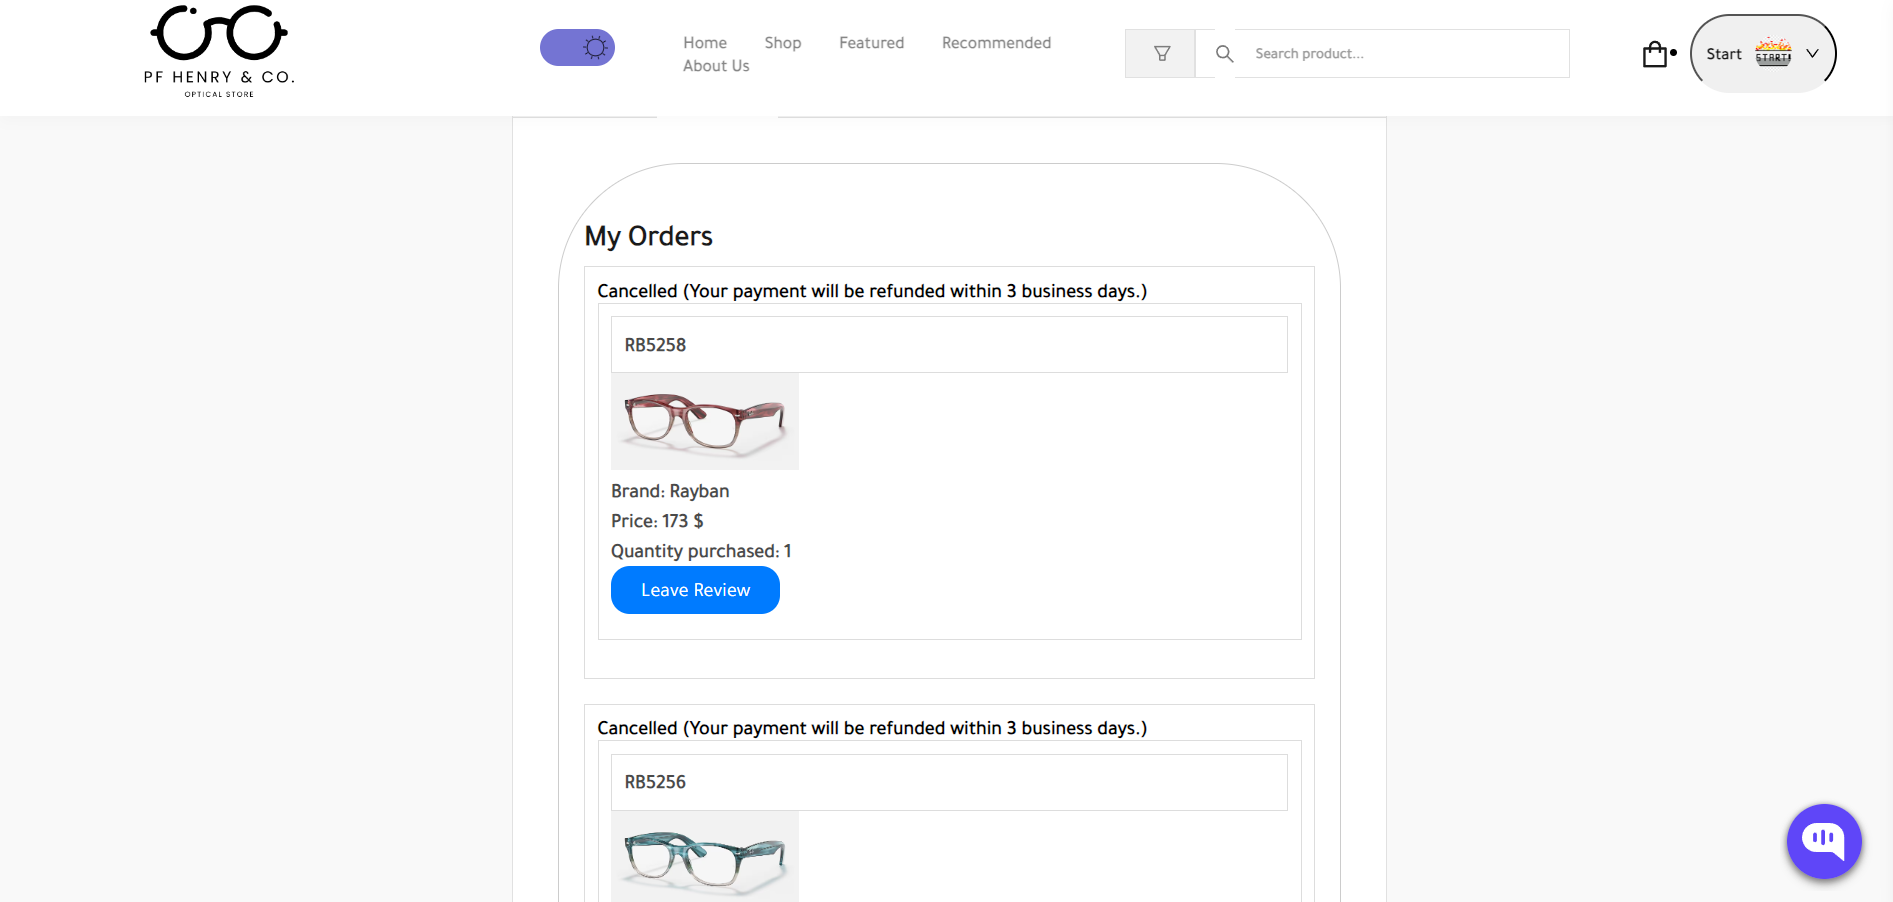 PF HENRY & CO.
OPTICAL STORE
Home Shop Featured Recommended
About Us
Search product...
Start
START!
My Orders
Cancelled (Your payment will be refunded within 3 business days.)
RB5258
Brand: Rayban
Price: 173 $
Quantity purchased: 1
Leave Review
Cancelled (Your payment will be refunded within 3 business days.)
RB5256